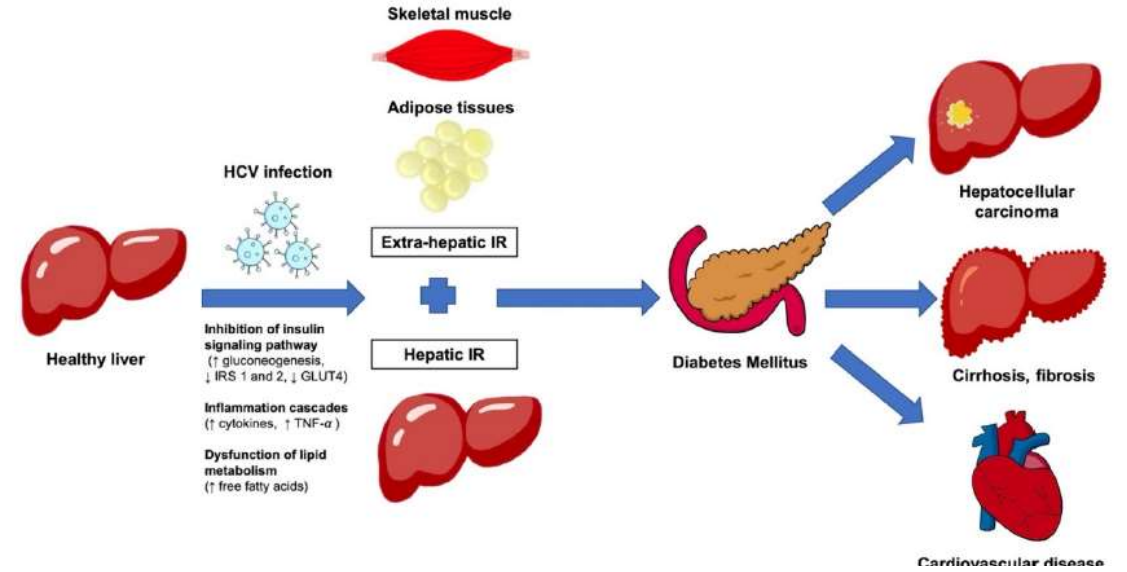 Skeletal muscle
Adipose tissues
HCV infection
Extra-hepatic IR
Hepatic IR
Healthy liver
Inhibition of insulin
signaling pathway
(↑ gluconeogenesis,
↓ IRS 1 and 2, ↓ GLUT4)
Inflammation cascades
(↑ cytokines, ↑ TNF-α )
Dysfunction of lipid
metabolism
(↑ free fatty acids)
Diabetes Mellitus
Hepatocellular
carcinoma
Cirrhosis, fibrosis
Cardiovascular disease